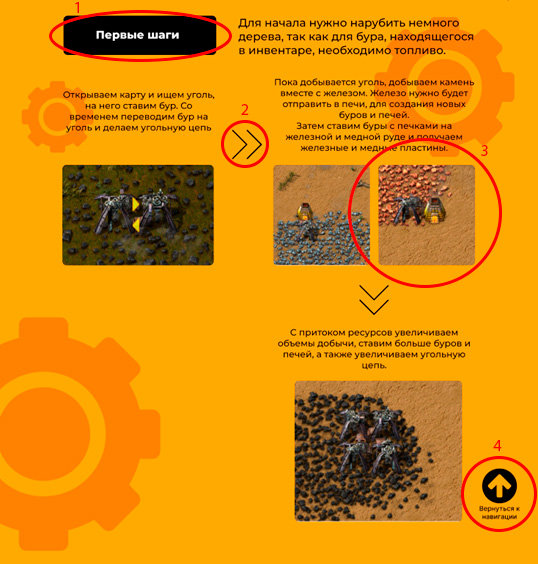 1
Первые шаги
Для начала нужно нарубить немного
дерева, так как для бура, находящегося
в инвентаре, необходимо топливо.
Открываем карту и ищем уголь,
на него ставим бур. Со
временем переводим бур на
уголь и делаем угольную цепь
2
Пока добывается уголь, добываем камень
вместе с железом. Железо нужно будет
отправить в печи, для создания новых
буров и печей.
Затем ставим буры с печками на
железной и медной руде и получаем
железные и медные пластины.
3
С притоком ресурсов увеличиваем
объемы добычи, ставим больше буров и
печей, а также увеличиваем угольную
цепь.
4
Вернуться к
навигации